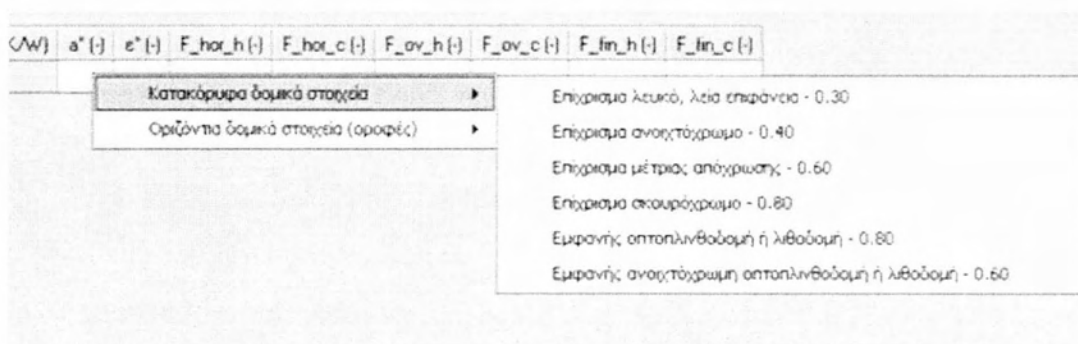 /W) a* (-) ε* (-) F_hor_h (-) F_hor_c (-) F_ov_h (-) F_ov_c (-) F_fin_h (-) F_fin_c (-)
Κατακόρυφα δομικά στοιχεία
Οριζόντια δομικά στοιχεία (οροφές)
Επίχρισμα λευκό, λεία επιφάνεια - 0.30
Επίχρισμα ανοιχτόχρωμο - 0.40
Επίχρισμα μέτριας απόχρωσης - 0.60
Επίχρισμα σκουρόχρωμο - 0.80
Εμφανής οπτοπλινθοδομή ή λιθοδομή - 0.80
Εμφανής ανοιχτόχρωμη οπτοπλινθοδομή ή λιθοδομή - 0.60